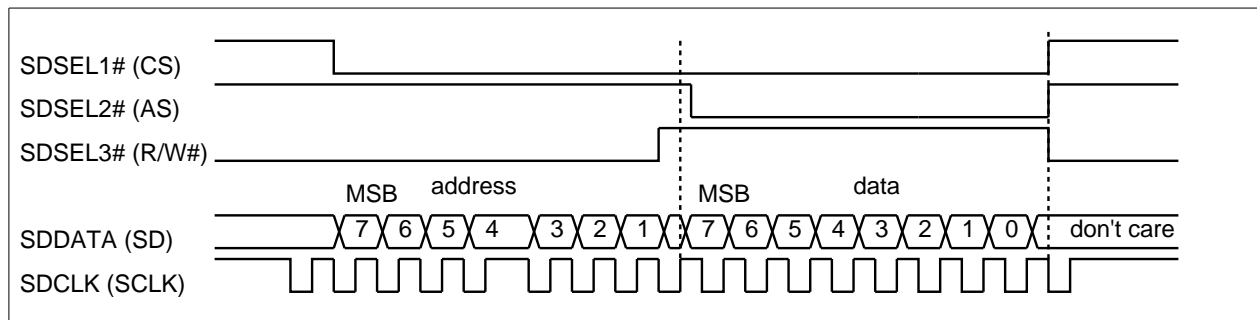 SDSEL1# (CS)
SDSEL2# (AS)
SDSEL3# (R/W#)
MSB address MSB data
SDDATA (SD) 7 6 5 4 3 2 1 7 6 5 4 3 2 1 0 don't care
SDCLK (SCLK)